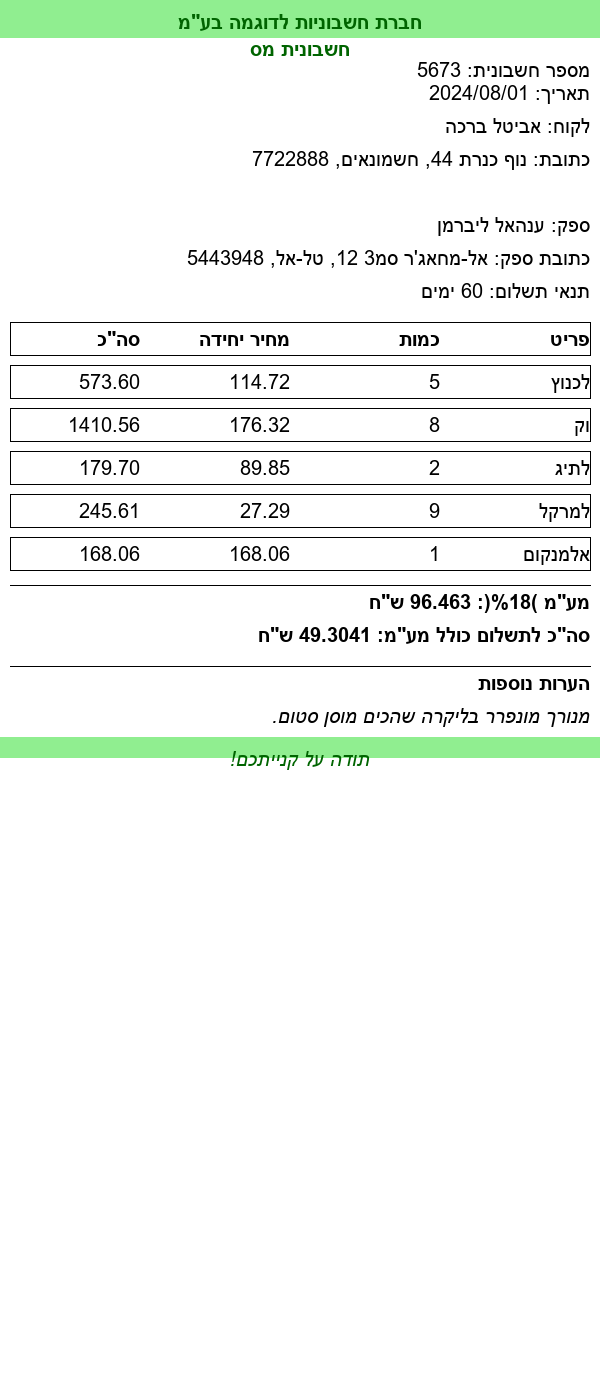 חברת חשבוניות לדוגמה בע"מ
חשבונית מס
מספר חשבונית: 5673
תאריך: 2024/08/01
לקוח: אביטל ברכה
כתובת: נוף כנרת 44, חשמונאים, 7722888
ספק: ענהאל ליברמן
כתובת ספק: אל-מחאג'ר סמ3 12, טל-אל, 5443948
תנאי תשלום: 60 ימים
פריט כמות מחיר יחידה סה"כ
לכנוץ 5 114.72 573.60
וק 8 176.32 1410.56
לתיג 2 89.85 179.70
למרקל 9 27.29 245.61
אלמנקום 1 168.06 168.06
מע"מ )18%(: 96.463 ש"ח
סה"כ לתשלום כולל מע"מ: 49.3041 ש"ח
הערות נוספות
מנורך מונפרר בליקרה שהכים מוסן סטום.
תודה על קנייתכם!